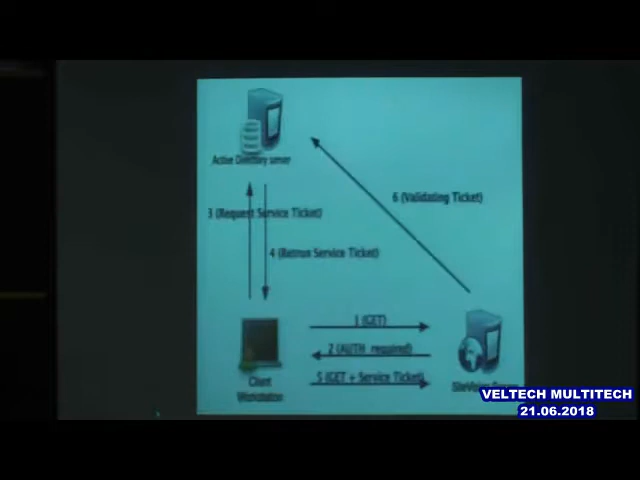 Active Directory server
6 (Validating Ticket)
3 (Request Service Ticket)
4 (Retrun Service Ticket)
1 (GET)
2 (AUTH required)
5 (GET + Service Ticket)
Client
Workstation
VELTECH MULTITECH
21.06.2018